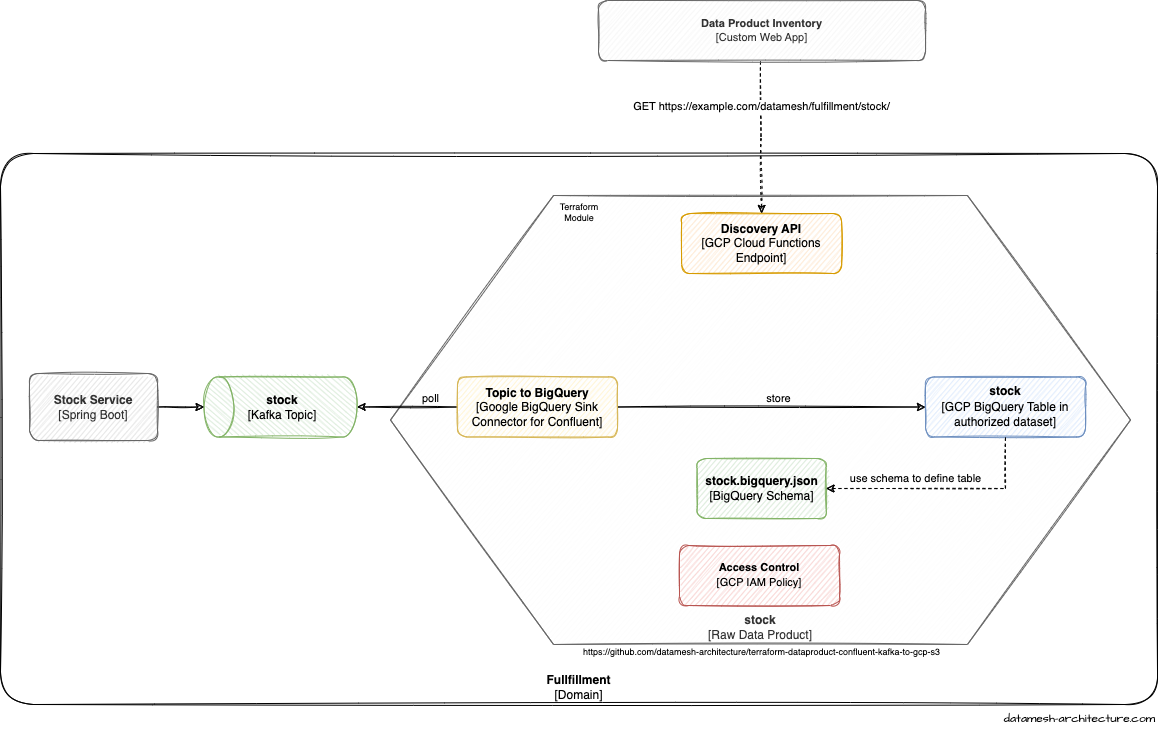 Data Product Inventory
[Custom Web App]
GET https://example.com/datamesh/fulfillment/stock/
Terraform
Module
Discovery API
[GCP Cloud Functions
Endpoint]
Stock Service
[Spring Boot]
stock
[Kafka Topic]
poll
Topic to BigQuery
[Google BigQuery Sink
Connector for Confluent]
store
stock
[GCP BigQuery Table in
authorized dataset]
stock.bigquery.json
[BigQuery Schema]
use schema to define table
Access Control
[GCP IAM Policy]
stock
[Raw Data Product]
https://github.com/datamesh-architecture/terraform-dataproduct-confluent-kafka-to-gcp-s3
Fullfillment
[Domain]
datamesh-architecture.com